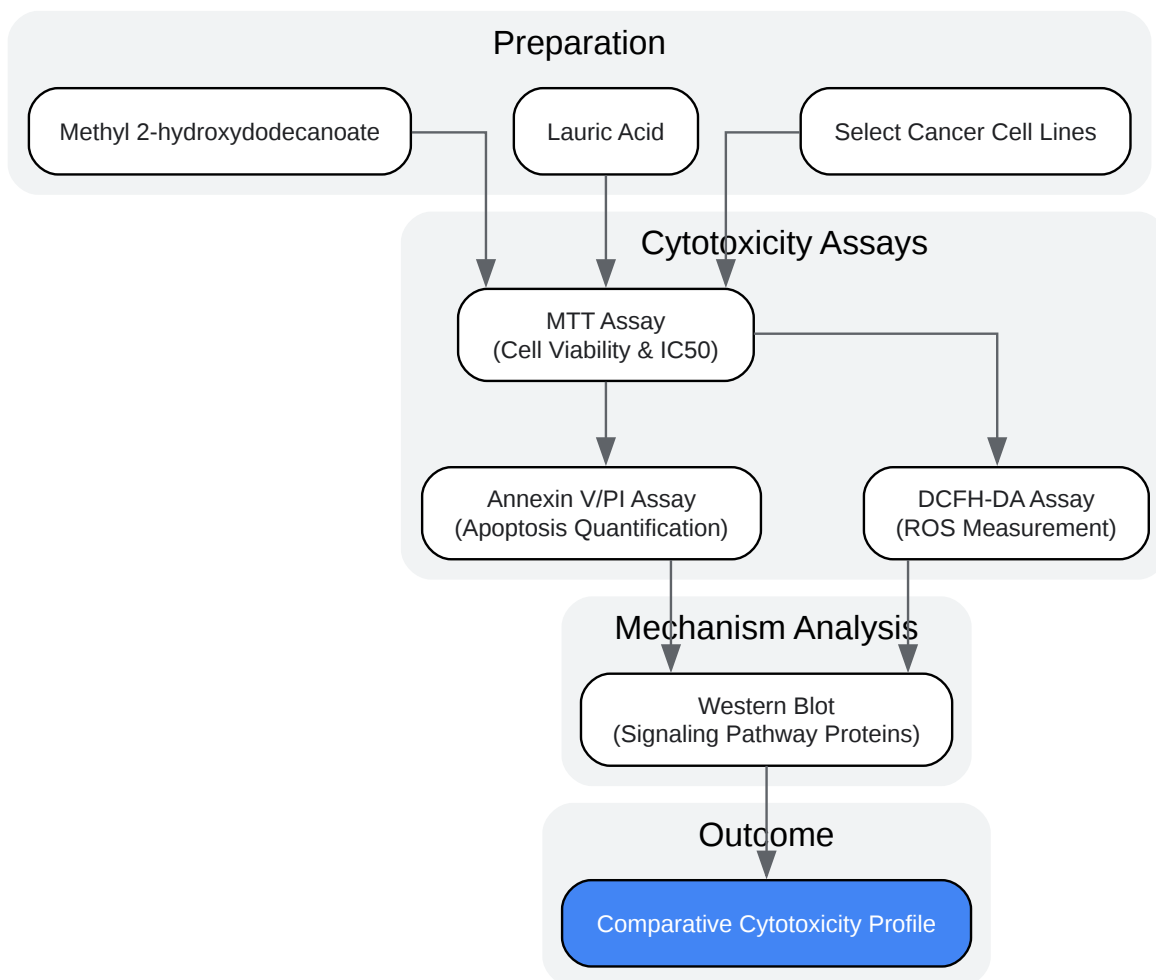 Preparation
Methyl 2-hydroxydodecanoate
Lauric Acid
Select Cancer Cell Lines
Cytotoxicity Assays
MTT Assay
(Cell Viability & IC50)
Annexin V/PI Assay
(Apoptosis Quantification)
DCFH-DA Assay
(ROS Measurement)
Mechanism Analysis
Western Blot
(Signaling Pathway Proteins)
Outcome
Comparative Cytotoxicity Profile